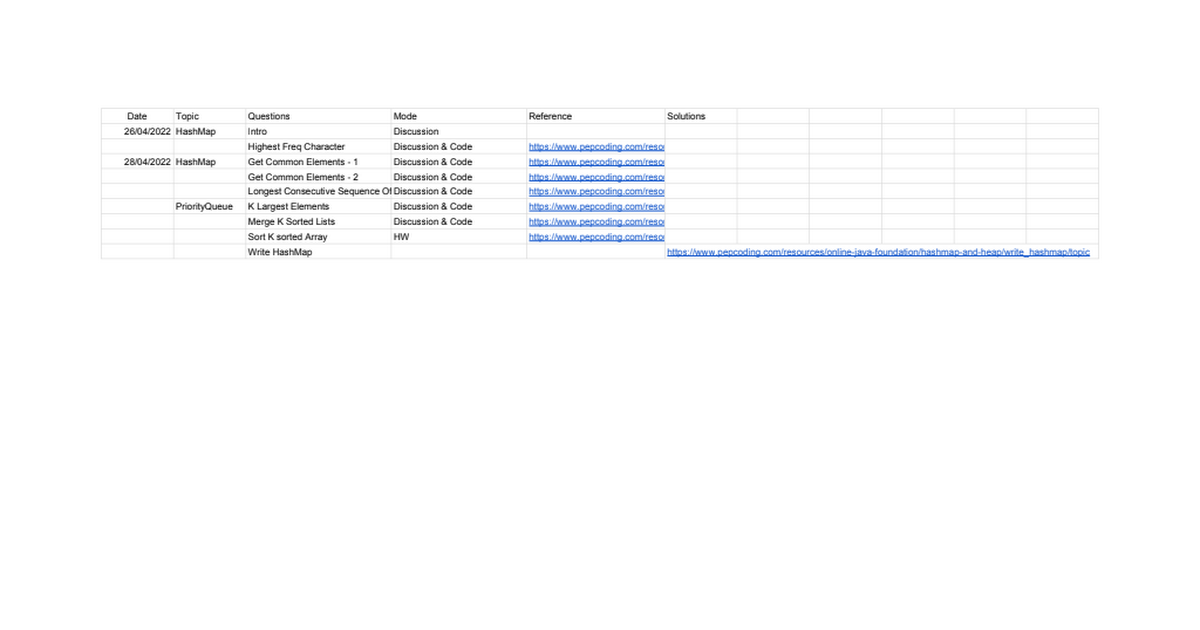 Date Topic Questions Mode Reference Solutions
26/04/2022 HashMap Intro Discussion
Highest Freq Character Discussion & Code https://www.pepcoding.com/reso
28/04/2022 HashMap Get Common Elements - 1 Discussion & Code https://www.pepcoding.com/reso
Get Common Elements - 2 Discussion & Code https://www.pepcoding.com/reso
Longest Consecutive Sequence Of Discussion & Code https://www.pepcoding.com/reso
PriorityQueue K Largest Elements Discussion & Code https://www.pepcoding.com/reso
Merge K Sorted Lists Discussion & Code https://www.pepcoding.com/reso
Sort K sorted Array HW https://www.pepcoding.com/reso
Write HashMap https://www.pepcoding.com/resources/online-java-foundation/hashmap-and-heap/write_hashmap/topic